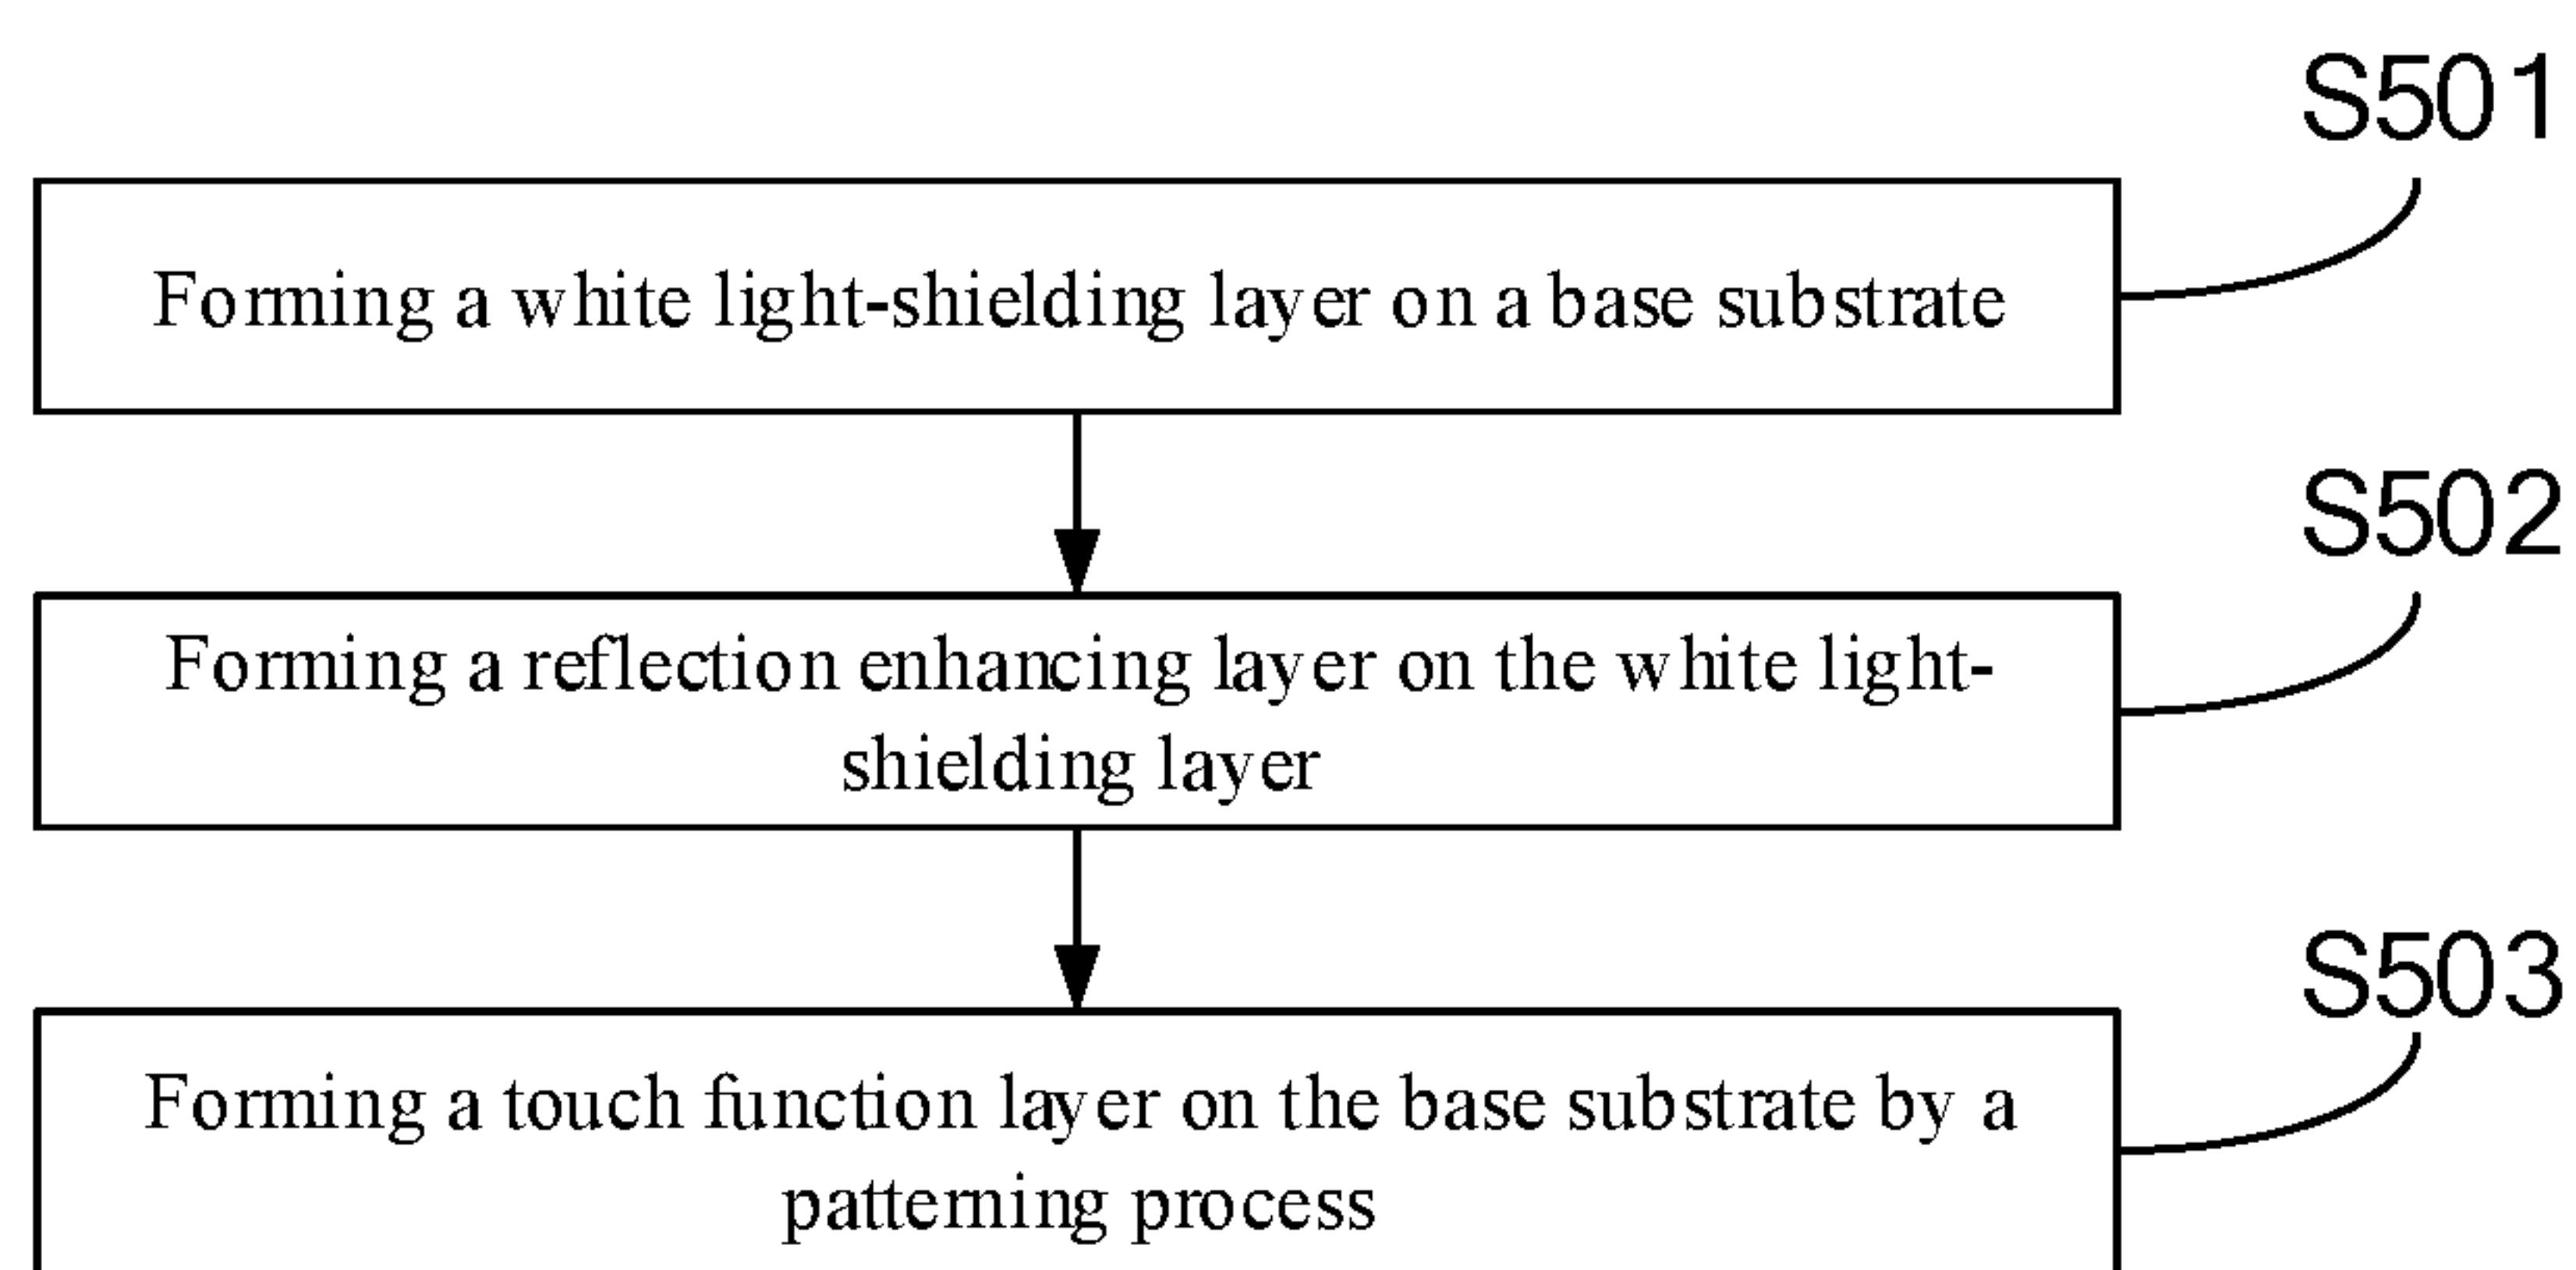 S501
Forming a white light-shielding layer on a base substrate
S502
Forming a reflection enhancing layer on the white light-
shielding layer
S503
Forming a touch function layer on the base substrate by a
patterning process